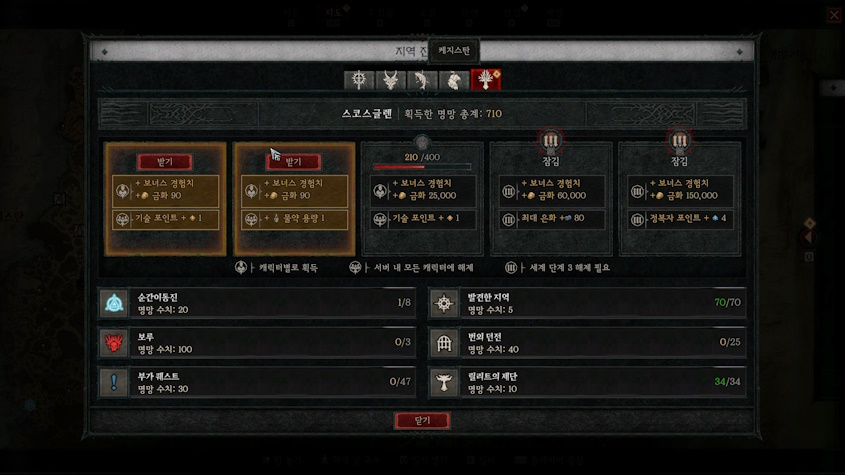 지도
지역 진
케지스탄
스코스글렌 | 획득한 명망 총계: 710
받기
+ 보너스 경험치
+ 금화 90
기술 포인트 + 1
받기
+ 보너스 경험치
+ 금화 90
+ 물약 용량 1
210 /400
+ 보너스 경험치
+ 금화 25,000
기술 포인트 + 1
잠김
+ 보너스 경험치
+ 금화 60,000
최대 은화 + 80
잠김
+ 보너스 경험치
+ 금화 150,000
정복자 포인트 + 4
캐릭터별로 획득
서버 내 모든 캐릭터에 해제
세계 단계 3 해제 필요
순간이동진
명망 수치: 20
1/8
발견한 지역
명망 수치: 5
70/70
보루
명망 수치: 100
0/3
번외 던전
명망 수치: 40
0/25
부가 퀘스트
명망 수치: 30
0/47
릴리트의 제단
명망 수치: 10
34/34
닫기